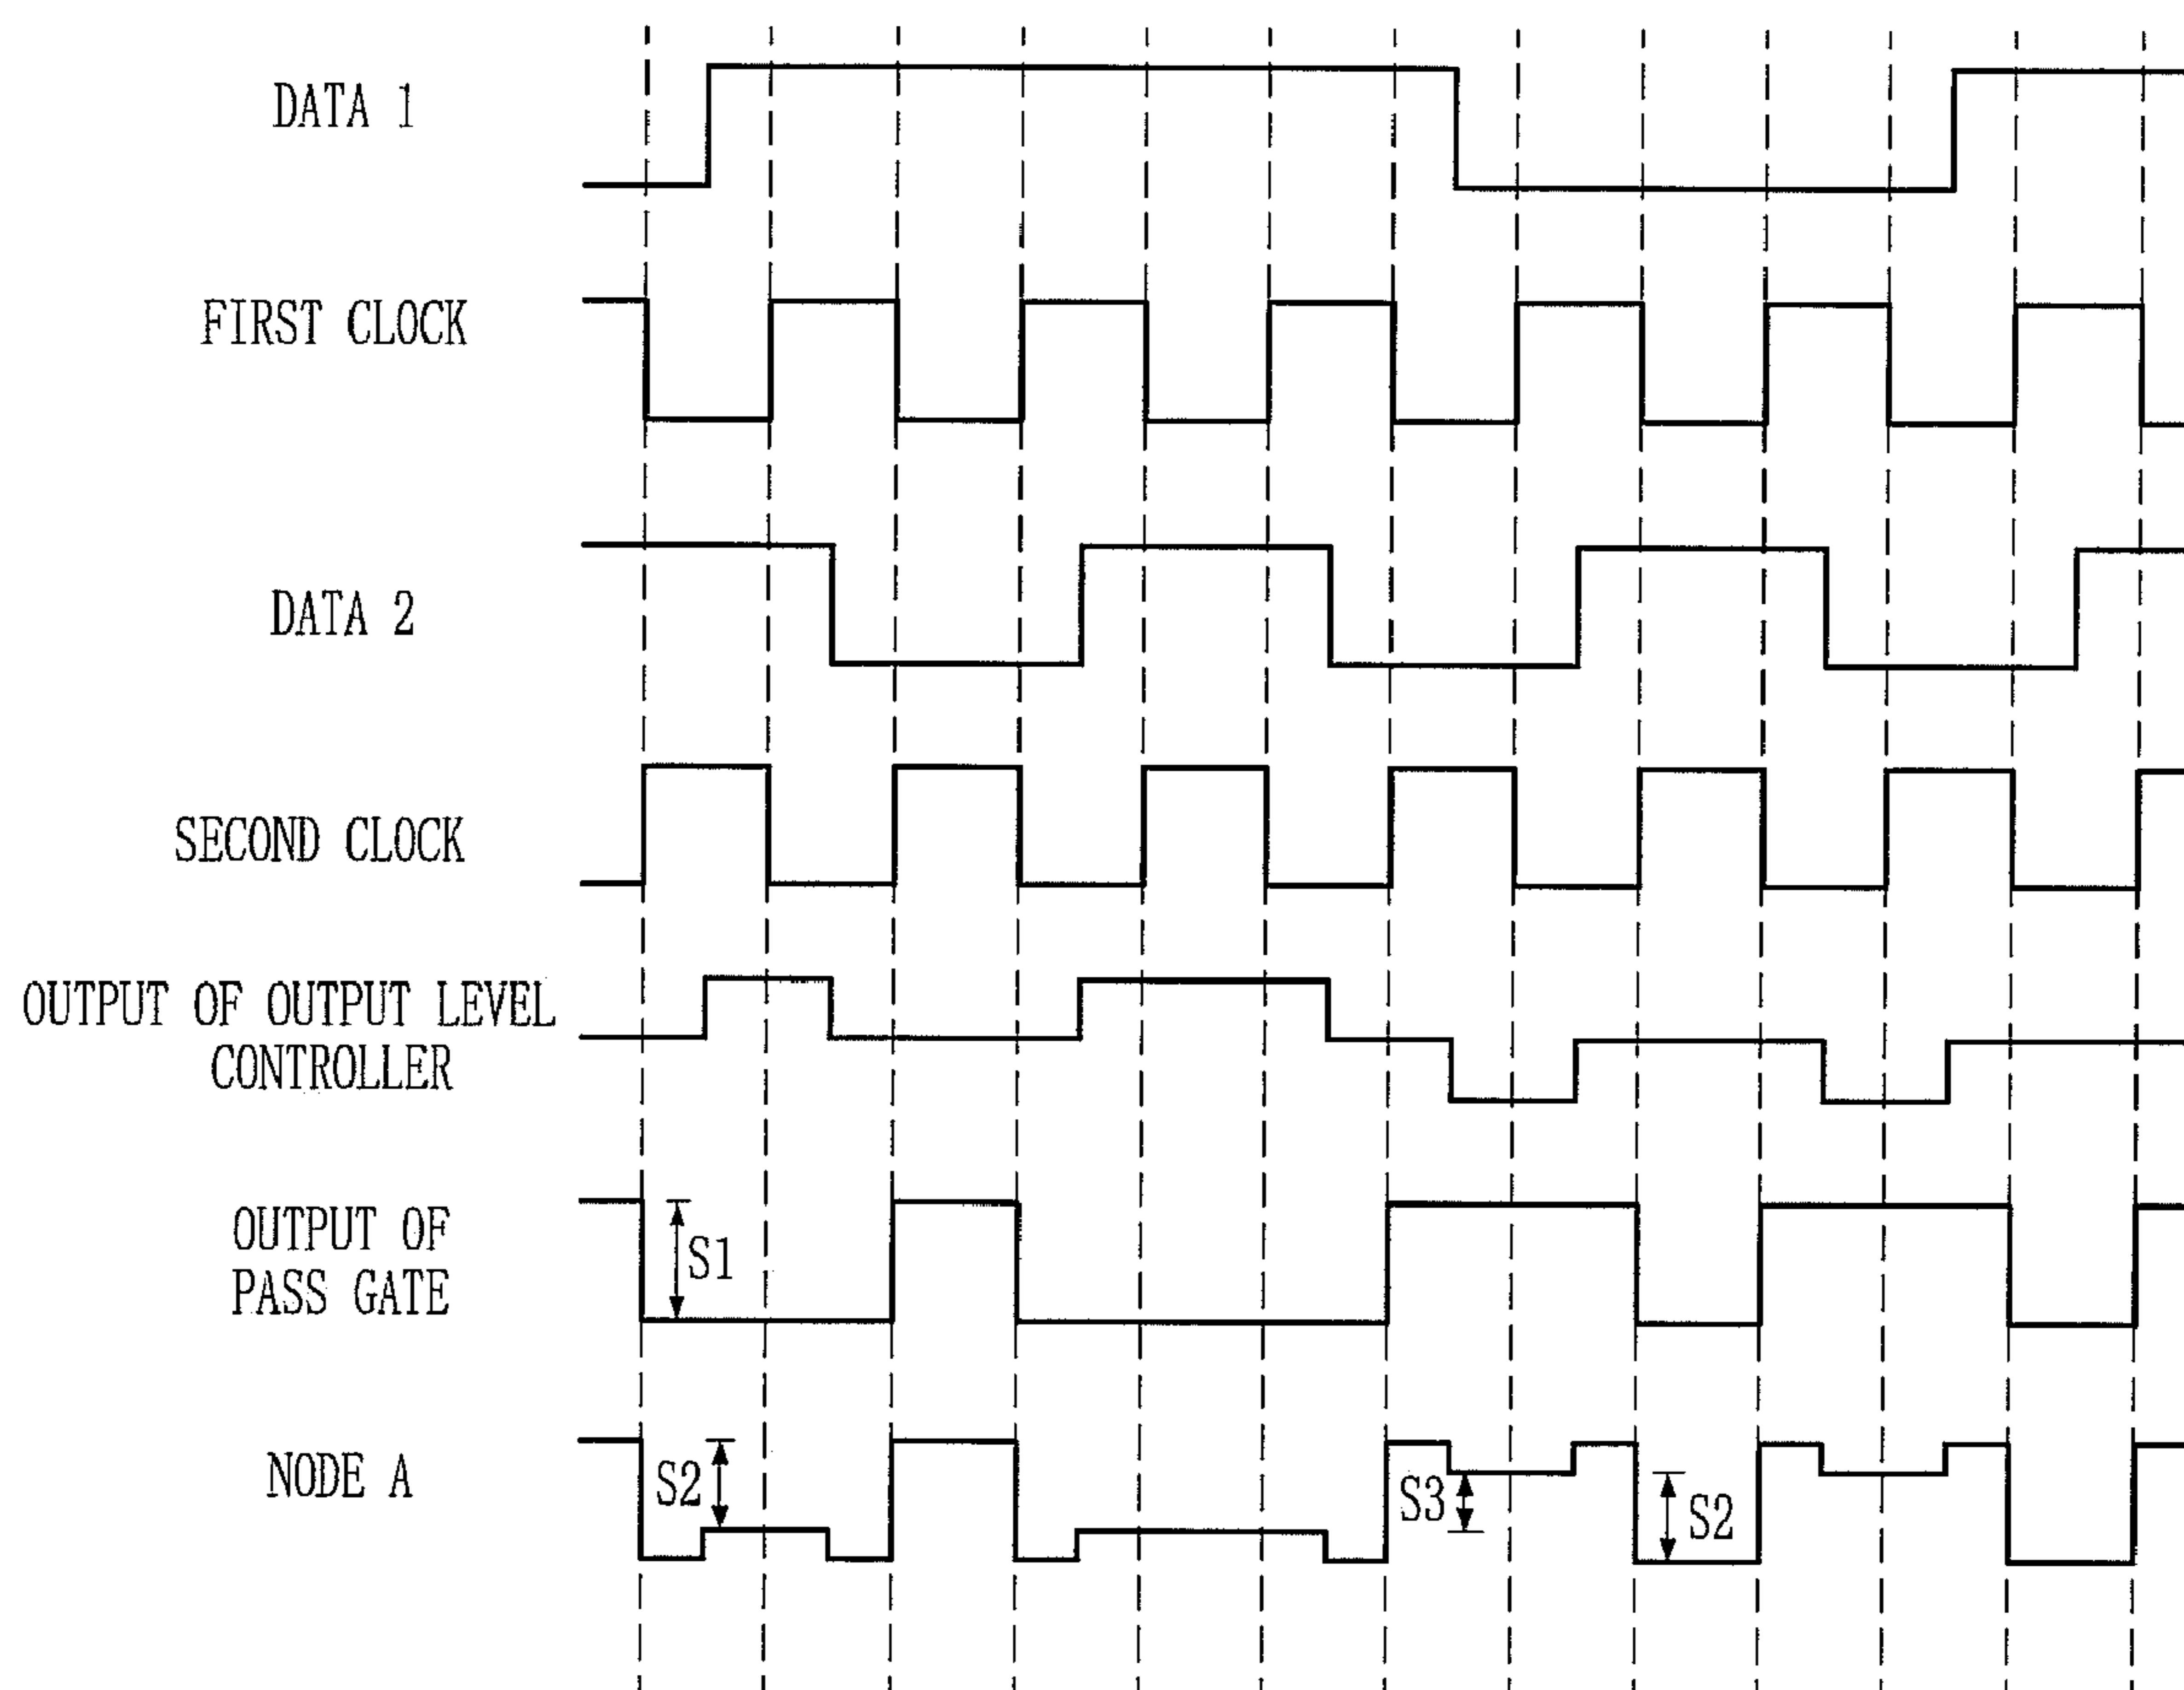 DATA 1
FIRST CLOCK
DATA 2
SECOND CLOCK
OUTPUT OF OUTPUT LEVEL
CONTROLLER
OUTPUT OF
PASS GATE
S1
NODE A
S2
S3
S2